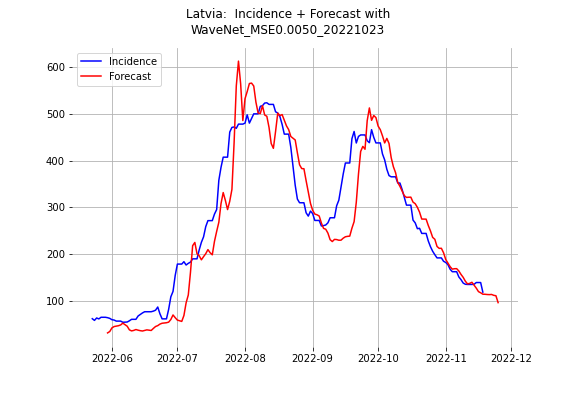 Latvia:  Incidence + Forecast with
WaveNet_MSE0.0050_20221023
Incidence
Forecast
600
500
400
300
200
100
2022-06 2022-07 2022-08 2022-09 2022-10 2022-11 2022-12